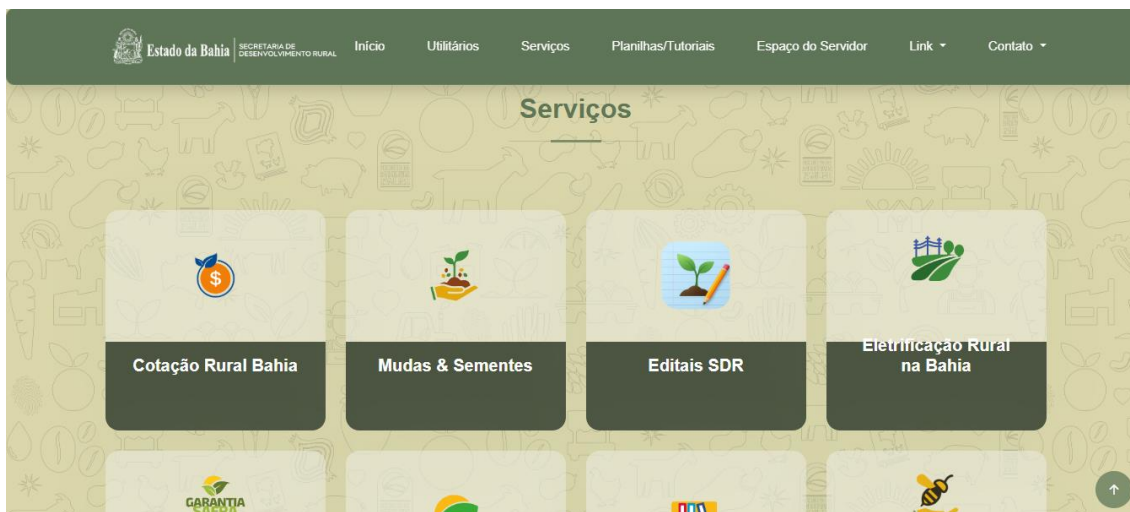 Estado da Bahia
SECRETARIA DE
DESENVOLVIMENTO RURAL
Início
Utilitários
Serviços
Planilhas/Tutoriais
Espaço do Servidor
Link
Contato
Serviços
$
Cotação Rural Bahia
Mudas & Sementes
Editais SDR
Eletrificação Rural
na Bahia
GARANTIA
SAFRA